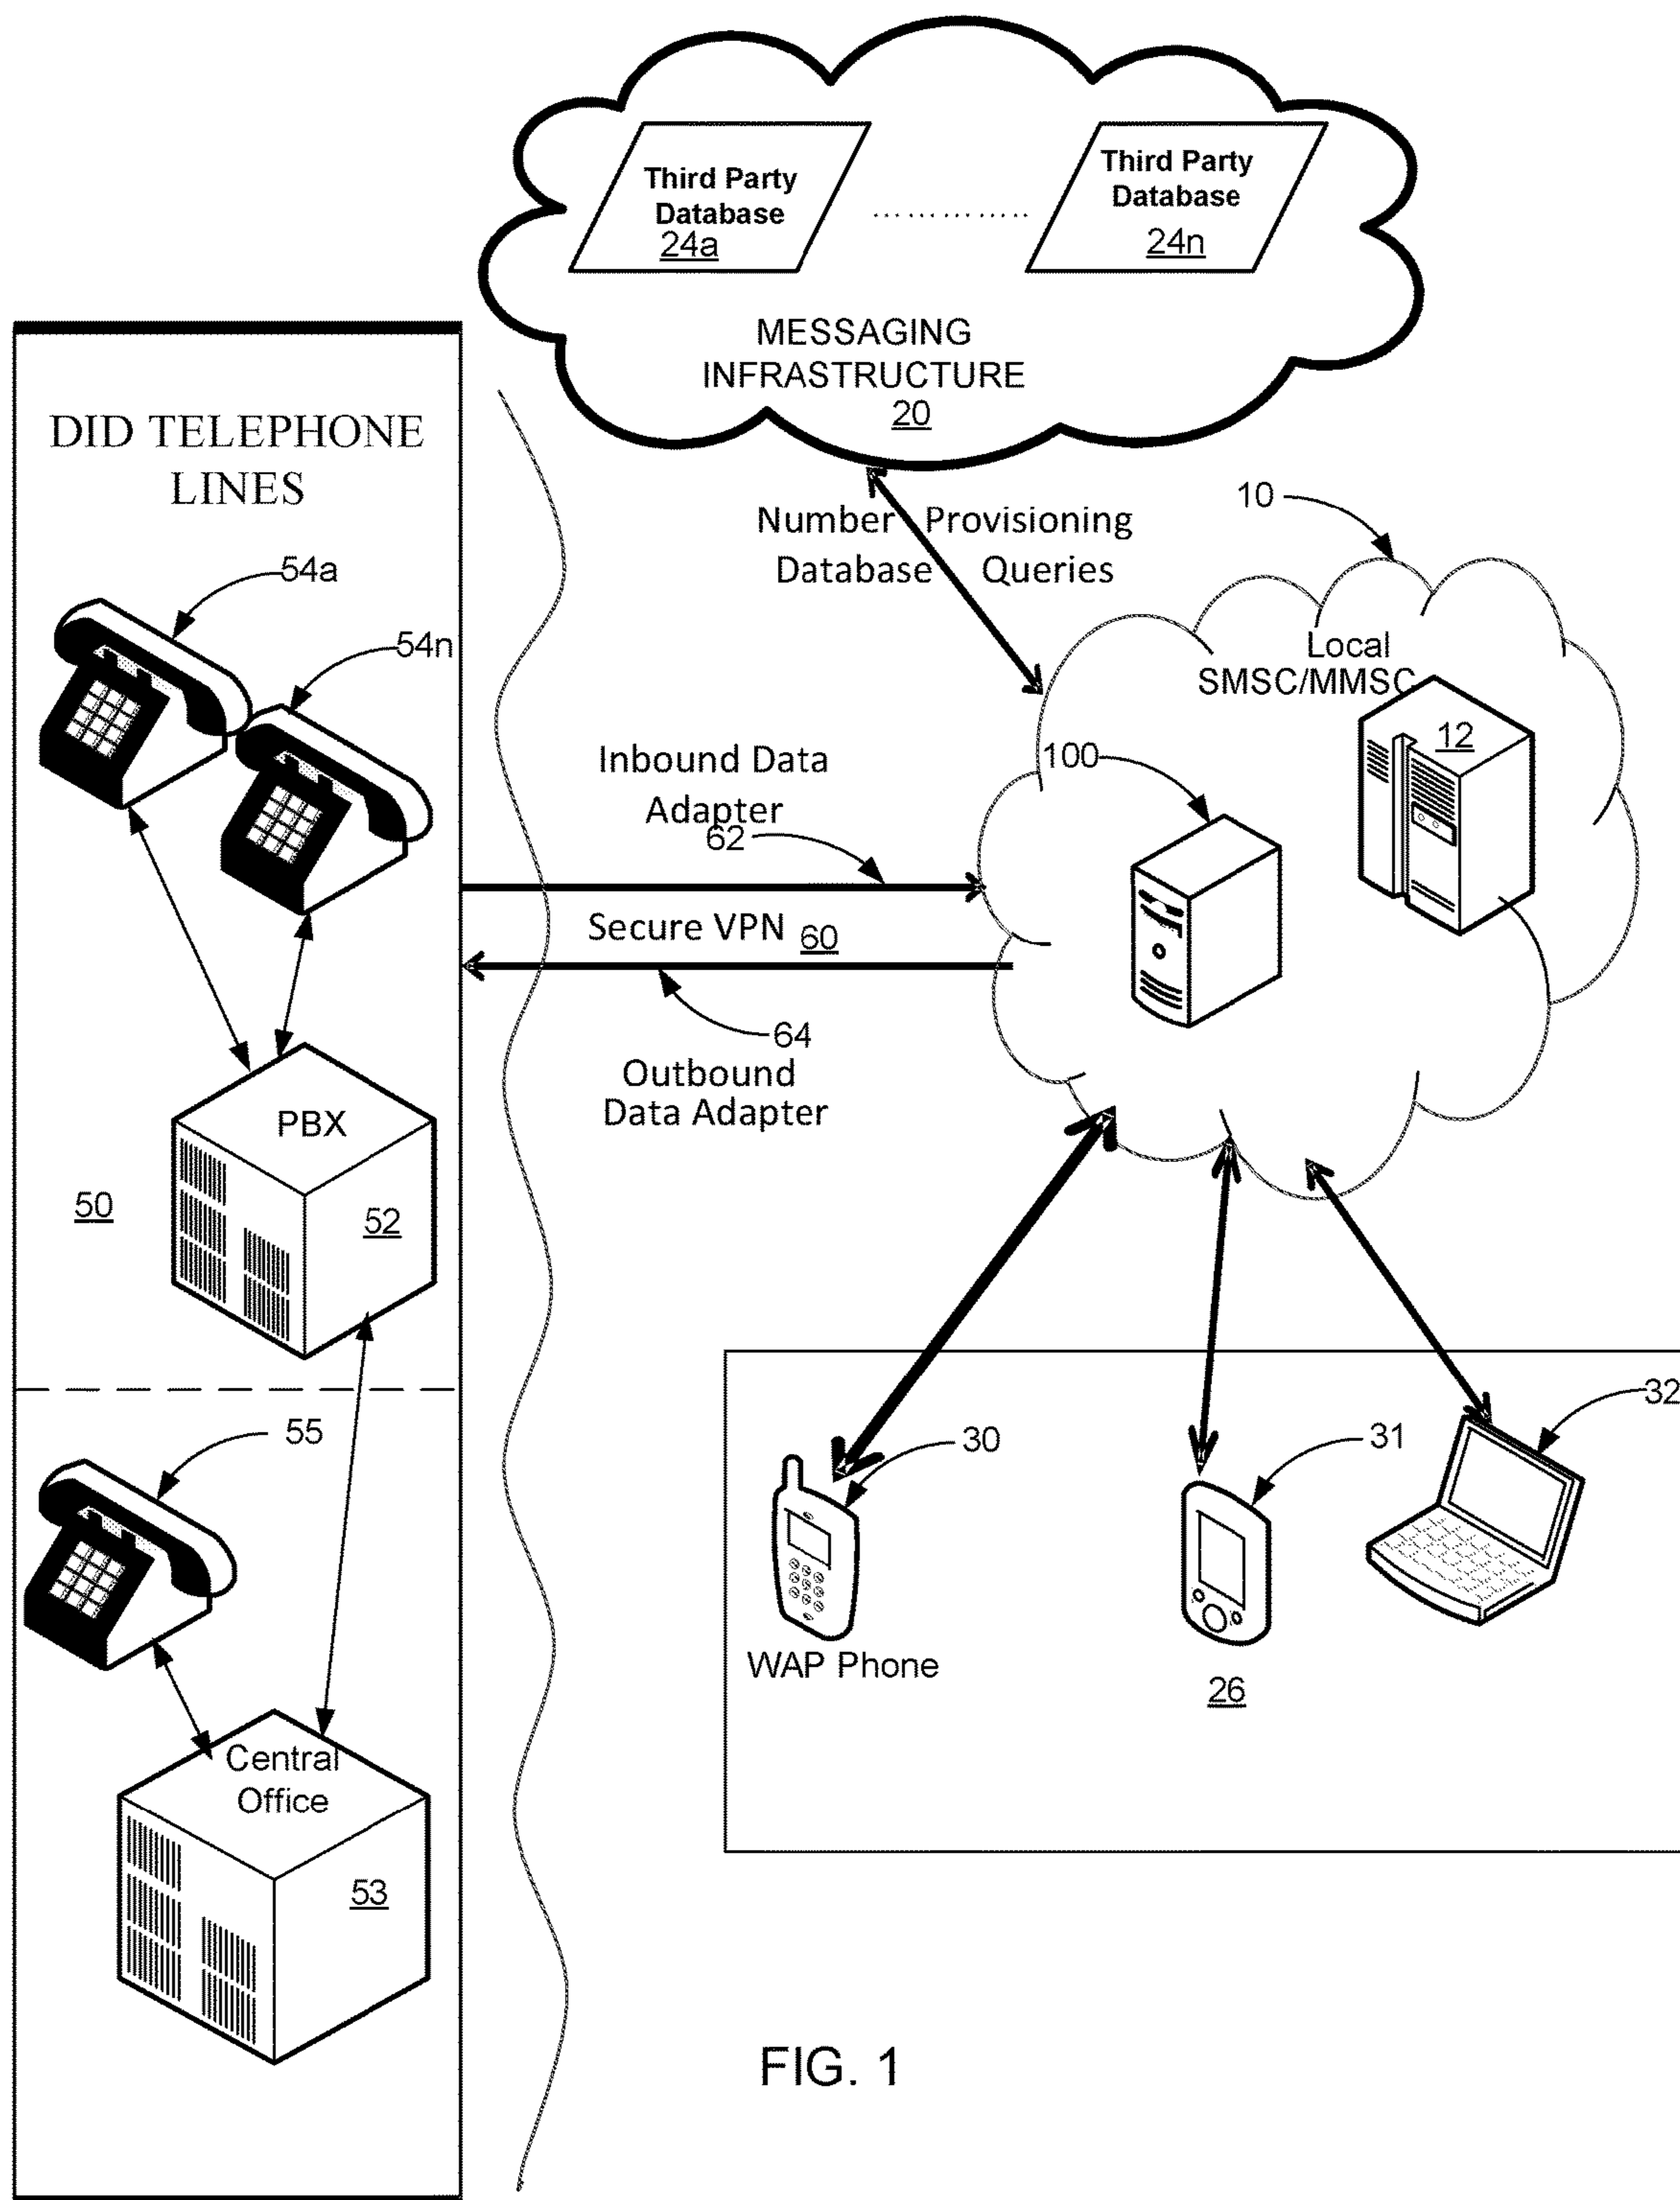 Third Party
Database
24a
Third Party
Database
24n
MESSAGING
INFRASTRUCTURE
20
DID TELEPHONE
LINES
Number Provisioning
Database Queries
10
54a
54n
Local
SMSC/MMSC
12
100
Inbound Data
Adapter
62
Secure VPN 60
64
Outbound
Data Adapter
PBX
50
52
55
30
31
32
WAP Phone
26
Central
Office
53
FIG. 1